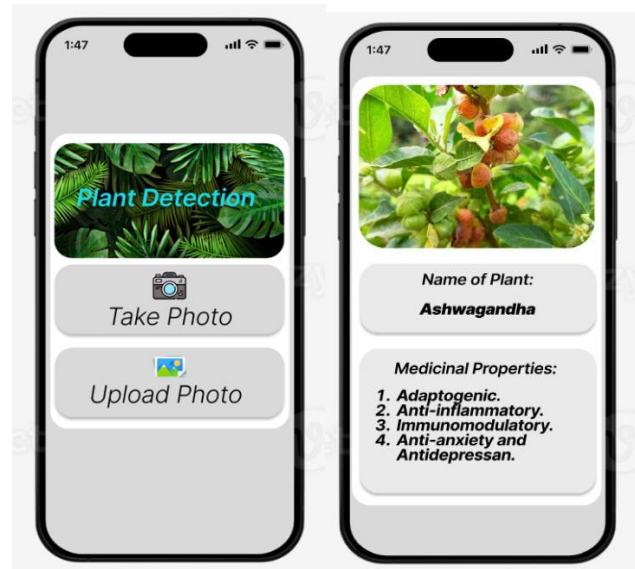 1:47
Plant Detection
Take Photo
Upload Photo
1:47
Name of Plant:
Ashwagandha
Medicinal Properties:
1. Adaptogenic.
2. Anti-inflammatory.
3. Immunomodulatory.
4. Anti-anxiety and
Antidepressan.